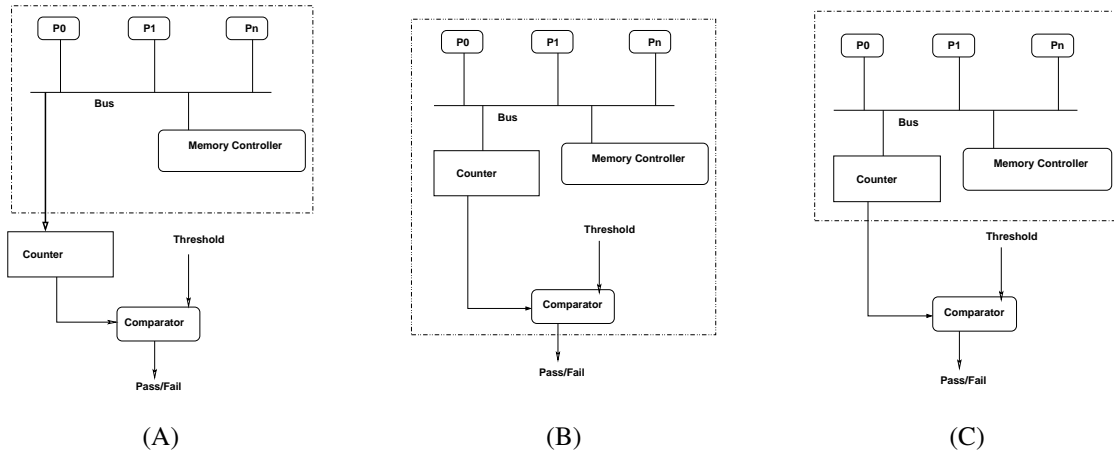 P0 P1 Pn
Bus
Memory Controller
Counter
Threshold
Comparator
Pass/Fail
(A)
P0 P1 Pn
Bus
Memory Controller
Counter
Threshold
Comparator
Pass/Fail
(B)
P0 P1 Pn
Bus
Memory Controller
Counter
Threshold
Comparator
Pass/Fail
(C)